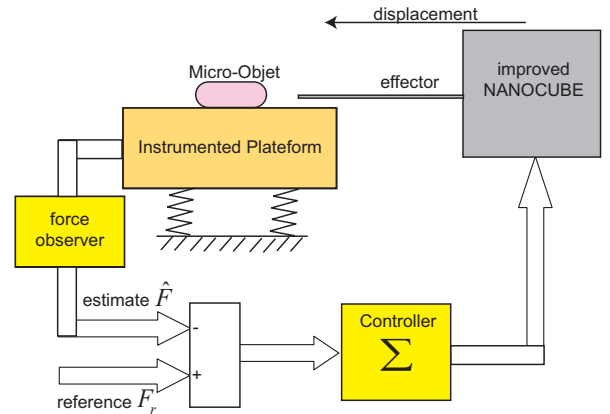 displacement
improved
NANOCUBE
Micro-Objet
effector
Instrumented Plateform
force
observer
estimate F̂
-
Controller
Σ
+
reference F_r